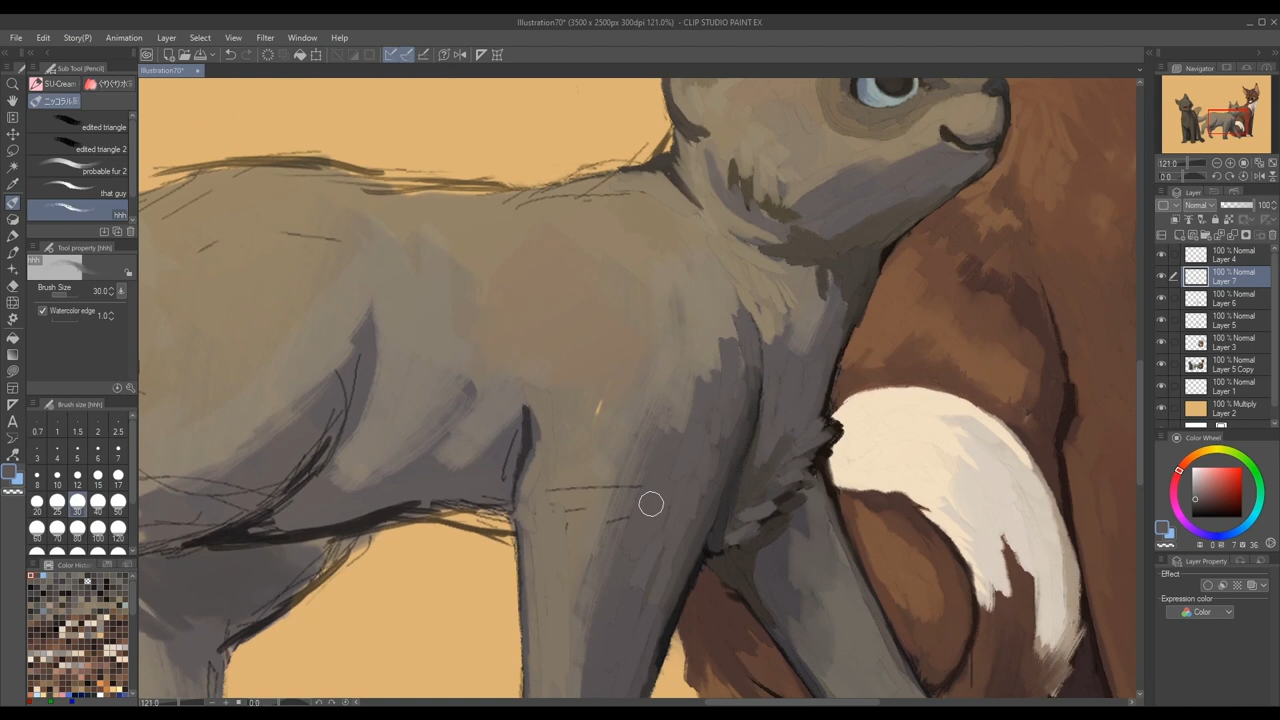 Illustration70* (3500 x 2500px 300dpi 121.0%) - CLIP STUDIO PAINT EX
File Edit Story(P) Animation Layer Select View Filter Window Help
Sub Tool [Pencil]
Illustration70*
Navigator
SU-Cream
edited triangle
edited triangle 2
probable fur 2
that guy
hhh
Tool property [hhh]
hhh
Brush Size 30.0
Watercolor edge 1.0
Brush size [hhh]
0.7 1 1.5 2 2.5
3 4 5 6 7
8 10 12 15 17
20 25 30 40 50
60 70 80 100 120
Color Hist
121.0 0.0
121.0
0.0
Layer
Normal 100
100 % Normal
Layer 4
100 % Normal
Layer 7
100 % Normal
Layer 6
100 % Normal
Layer 5
100 % Normal
Layer 3
100 % Normal
Layer 5 Copy
100 % Normal
Layer 1
100 % Multiply
Layer 2
Color Wheel
0 7 36
Layer Property
Effect
Expression color
Color